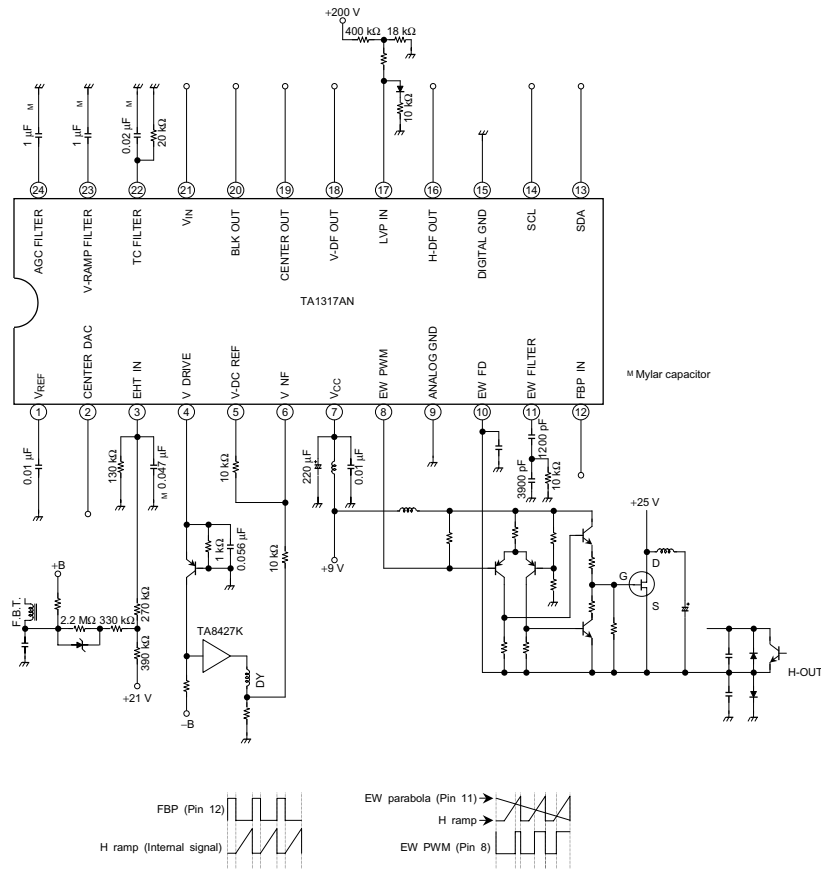 +200 V
400 kΩ
18 kΩ
10 kΩ
M
1 μF
M
1 μF
M
0.02 μF
20 kΩ
24
23
22
21
20
19
18
17
16
15
14
13
AGC FILTER
V-RAMP FILTER
TC FILTER
VIN
BLK OUT
CENTER OUT
V-DF OUT
LVP IN
H-DF OUT
DIGITAL GND
SCL
SDA
TA1317AN
M Mylar capacitor
VREF
CENTER DAC
EHT IN
V DRIVE
V-DC REF
V NF
VCC
EW PWM
ANALOG GND
EW FD
EW FILTER
FBP IN
1
2
3
4
5
6
7
8
9
10
11
12
0.01 μF
130 kΩ
M 0.047 μF
10 kΩ
220 μF
0.01 μF
1200 pF
3900 pF
10 kΩ
1 kΩ
0.056 μF
10 kΩ
+9 V
+25 V
D
G
S
+B
F.B.T.
2.2 MΩ
330 kΩ
270 kΩ
390 kΩ
+21 V
TA8427K
DY
–B
H-OUT
FBP (Pin 12)
H ramp (Internal signal)
EW parabola (Pin 11)
H ramp
EW PWM (Pin 8)